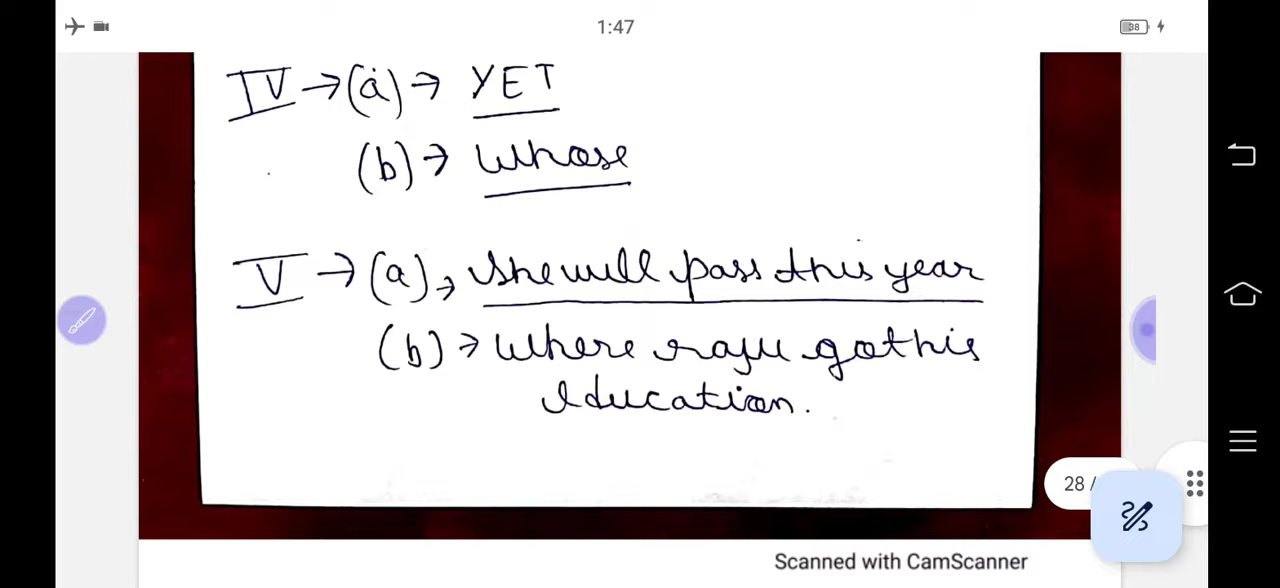 1:47
38
IV → (a) → YET
(b) → whose
V → (a) → she will pass this year
(b) → where raju got his
education.
28 /
Scanned with CamScanner